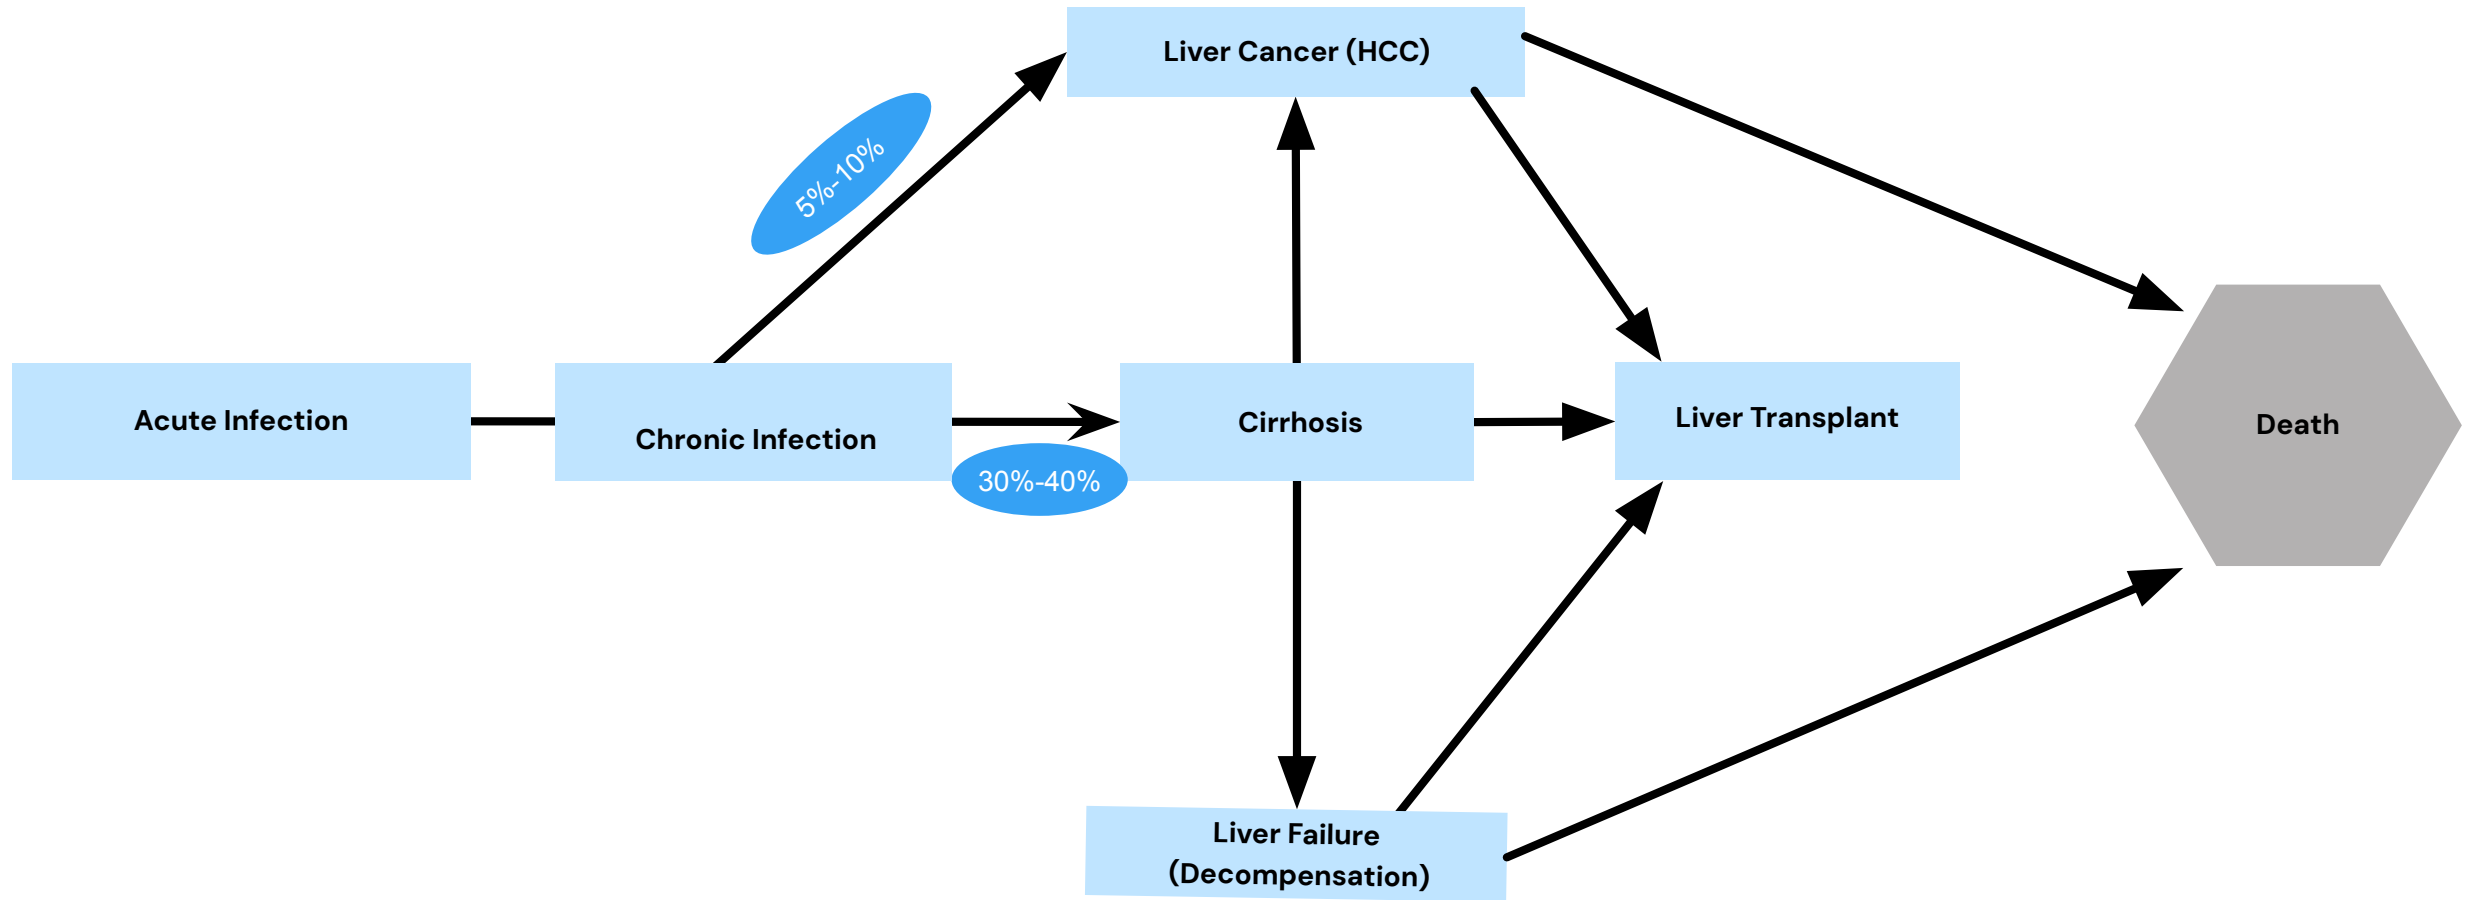 Liver Cancer (HCC)
5%-10%
Acute Infection
Chronic Infection
30%-40%
Cirrhosis
Liver Transplant
Death
Liver Failure
(Decompensation)